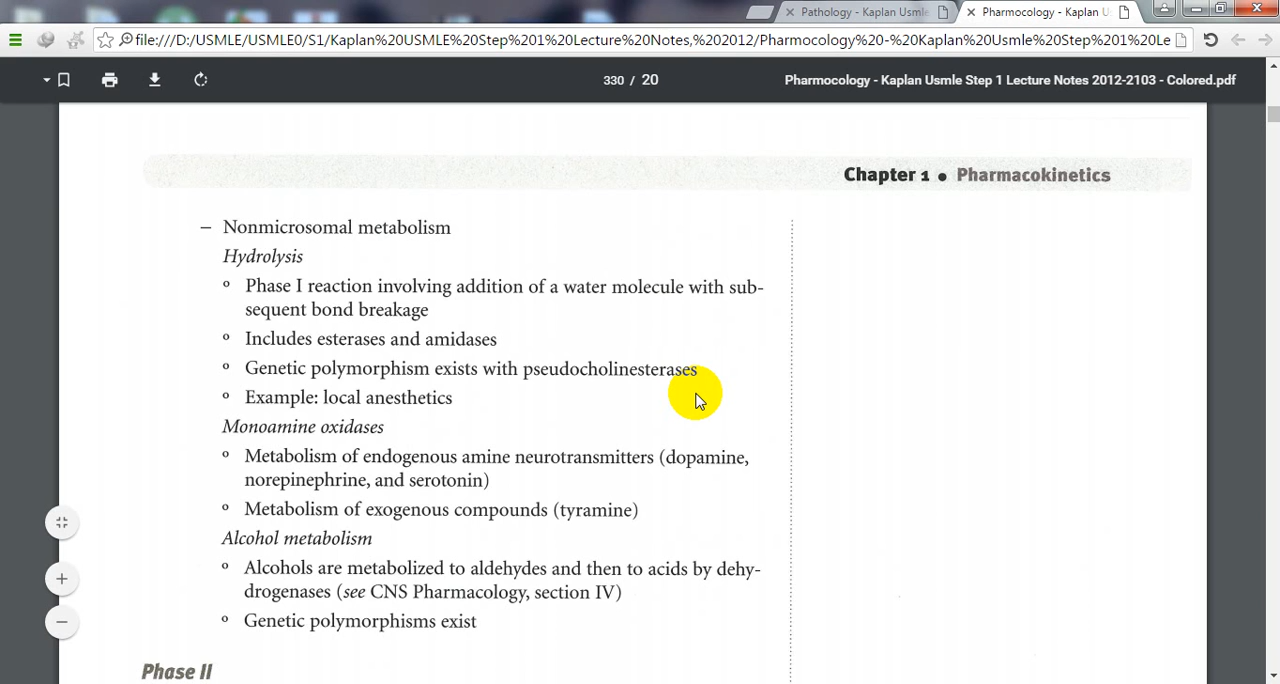 Pathology - Kaplan Usmle
Pharmocology - Kaplan U
file:///D:/USMLE/USMLE0/S1/Kaplan%20USMLE%20Step%201%20Lecture%20Notes,%202012/Pharmocology%20-%20Kaplan%20Usmle%20Step%201%20Le
330 / 20
Pharmocology - Kaplan Usmle Step 1 Lecture Notes 2012-2103 - Colored.pdf
Chapter 1 ● Pharmacokinetics
– Nonmicrosomal metabolism
Hydrolysis
º Phase I reaction involving addition of a water molecule with sub-
sequent bond breakage
º Includes esterases and amidases
º Genetic polymorphism exists with pseudocholinesterases
º Example: local anesthetics
Monoamine oxidases
º Metabolism of endogenous amine neurotransmitters (dopamine,
norepinephrine, and serotonin)
º Metabolism of exogenous compounds (tyramine)
Alcohol metabolism
º Alcohols are metabolized to aldehydes and then to acids by dehy-
drogenases (see CNS Pharmacology, section IV)
º Genetic polymorphisms exist
Phase II